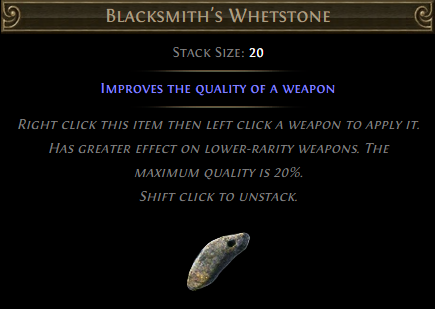 Blacksmith's Whetstone
Stack Size: 20
Improves the quality of a weapon
Right click this item then left click a weapon to apply it.
Has greater effect on lower-rarity weapons. The
maximum quality is 20%.
Shift click to unstack.